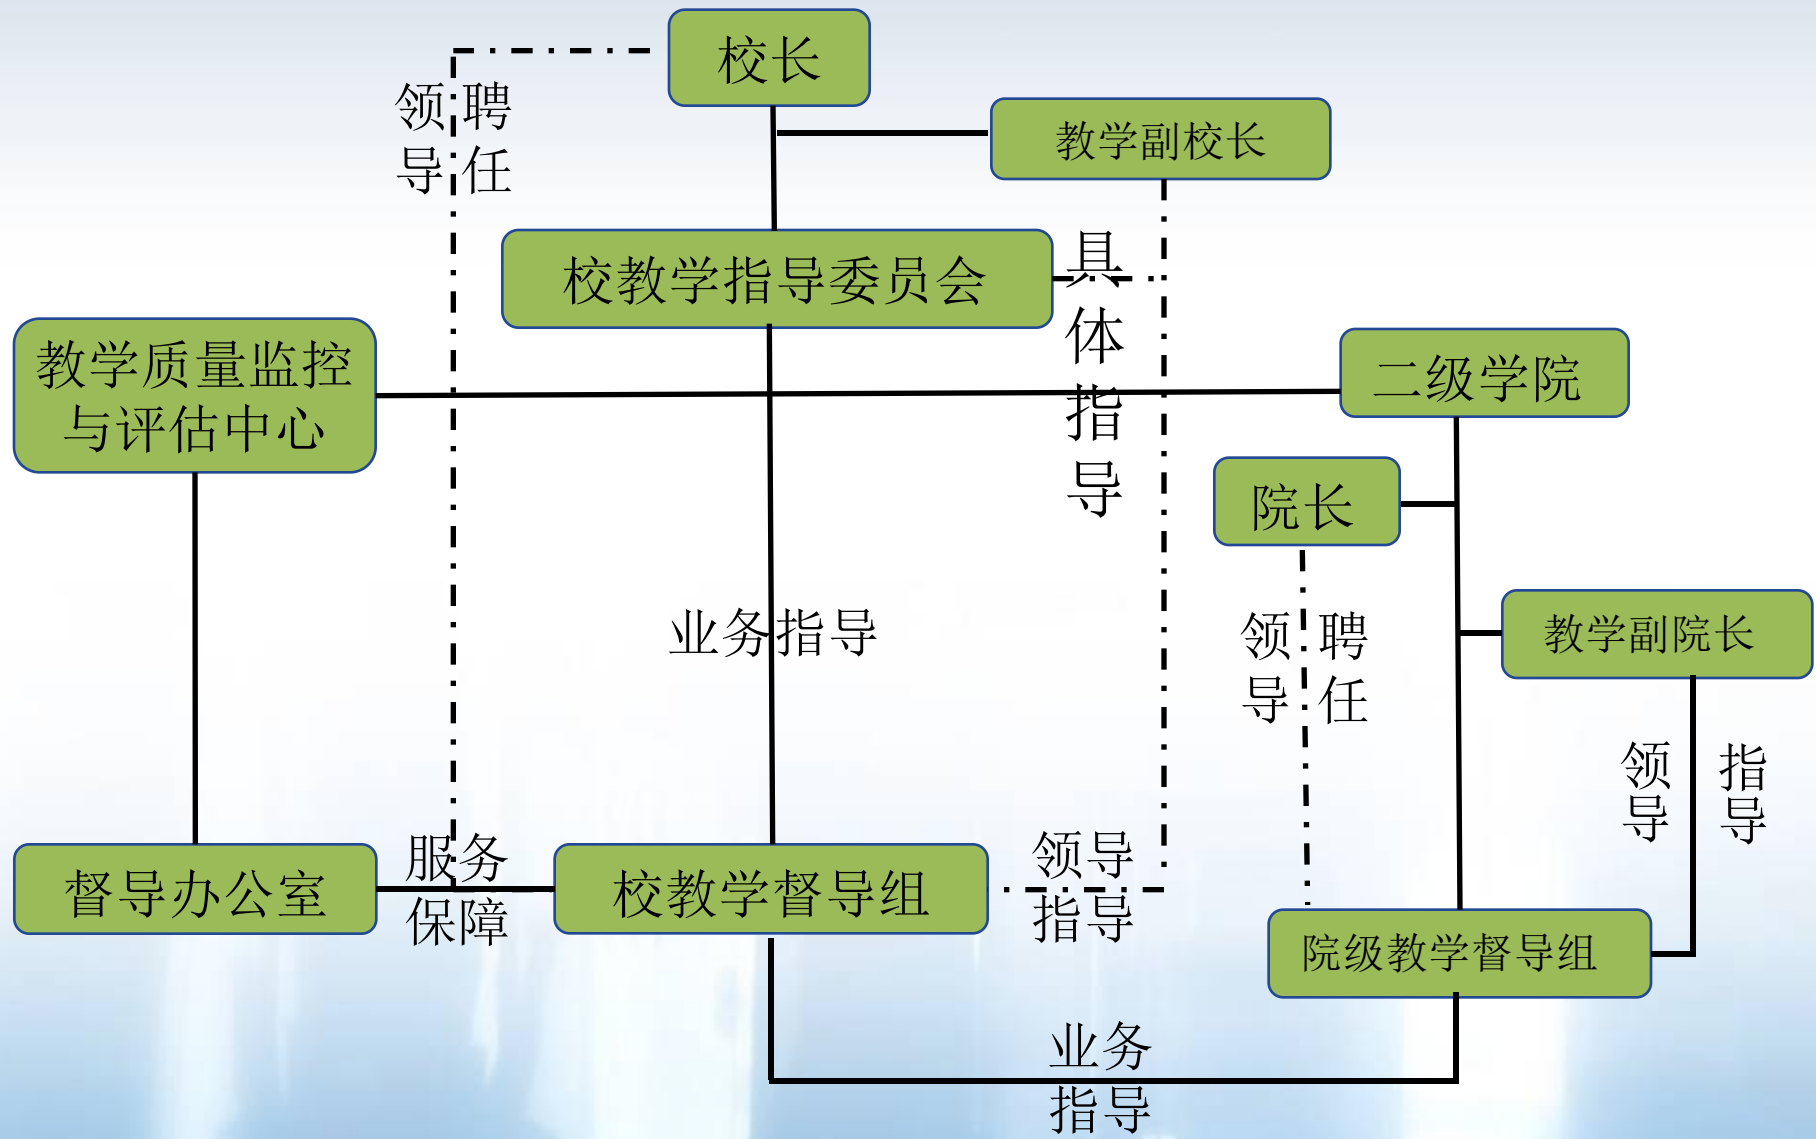 校长
领 聘
导 任
教学副校长
校教学指导委员会
具
体
指
导
教学质量监控
与评估中心
二级学院
院长
业务指导
领 聘
导 任
教学副院长
领 指
导 导
督导办公室
服务
保障
校教学督导组
领导
指导
院级教学督导组
业务
指导